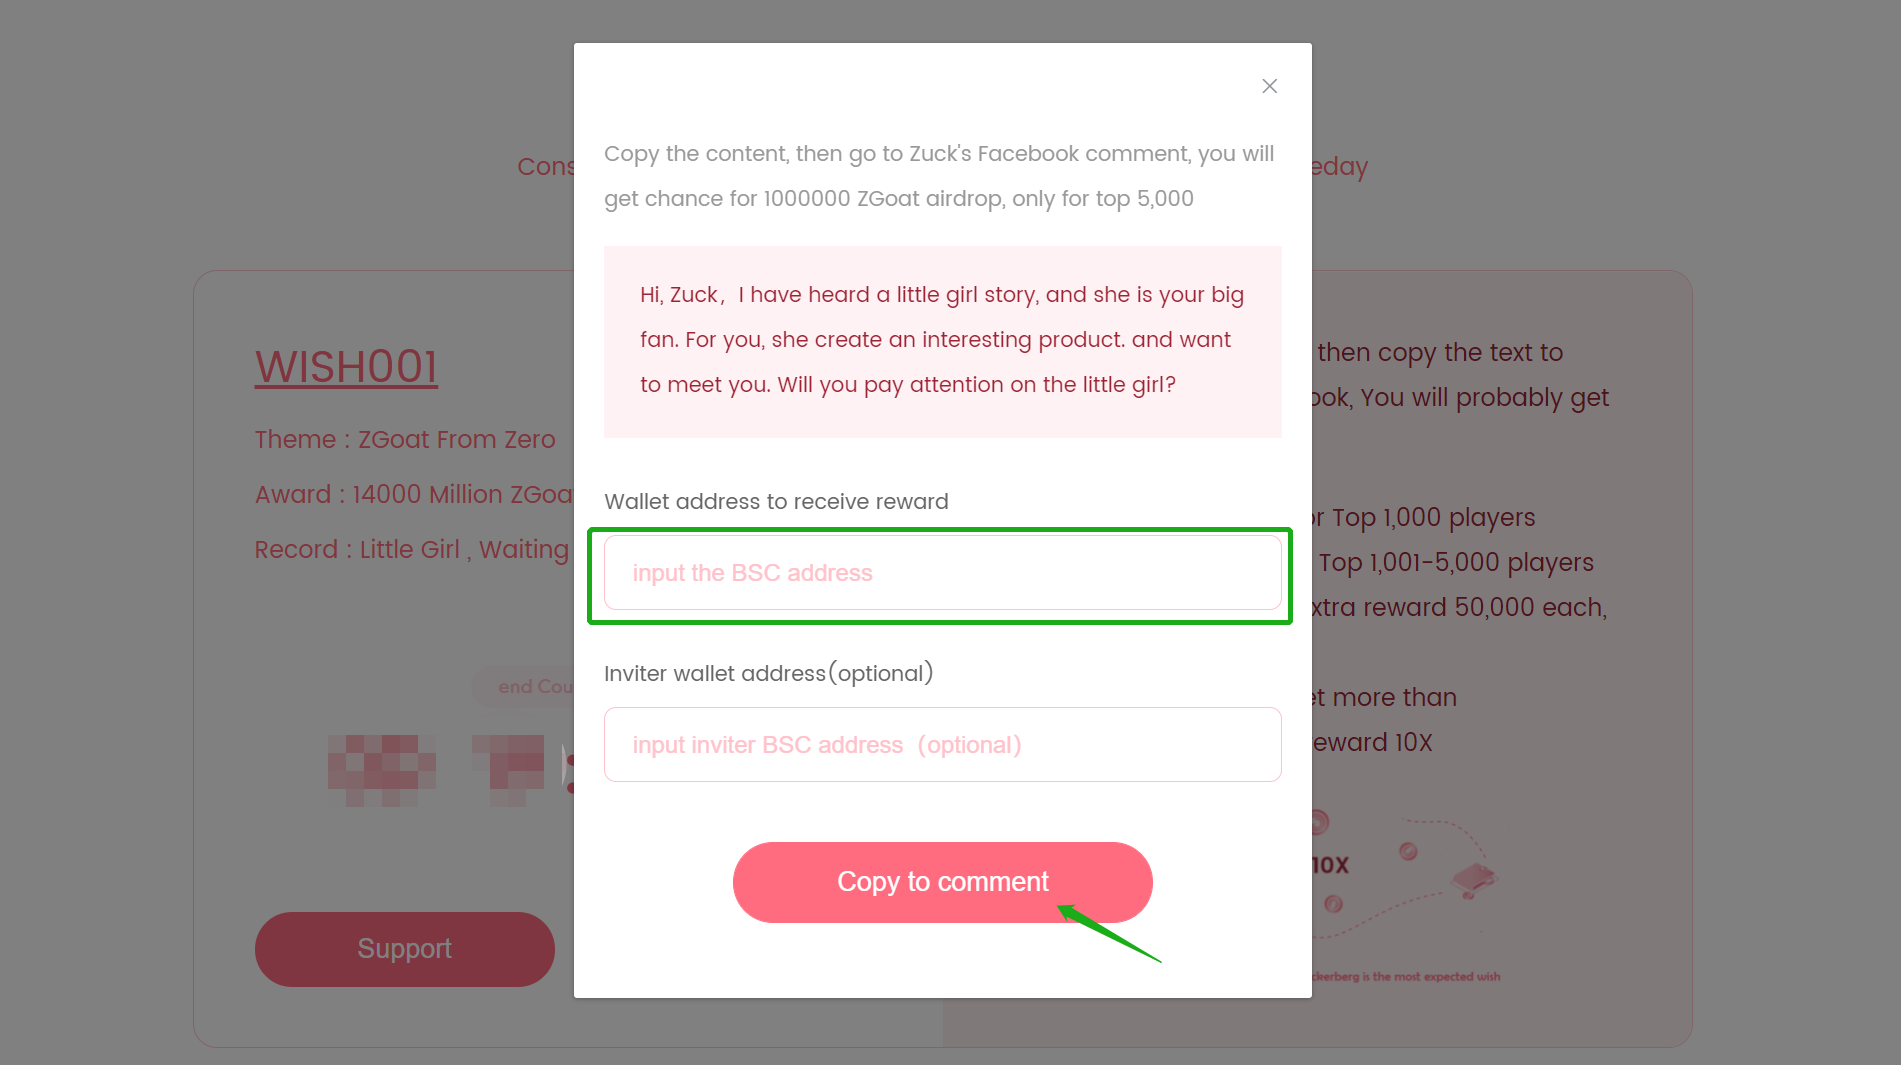 Cons
eday
Copy the content, then go to Zuck's Facebook comment, you will
get chance for 1000000 ZGoat airdrop, only for top 5,000
Hi, Zuck，I have heard a little girl story, and she is your big
fan. For you, she create an interesting product. and want
to meet you. Will you pay attention on the little girl?
Wallet address to receive reward
input the BSC address
Inviter wallet address(optional)
input inviter BSC address（optional）
Copy to comment
WISH001
Theme : ZGoat From Zero
Award : 14000 Million ZGoa
Record : Little Girl , Waiting
end Cou
Support
then copy the text to
ook, You will probably get
or Top 1,000 players
Top 1,001-5,000 players
xtra reward 50,000 each,
et more than
eward 10X
10X
ckerberg is the most expected wish